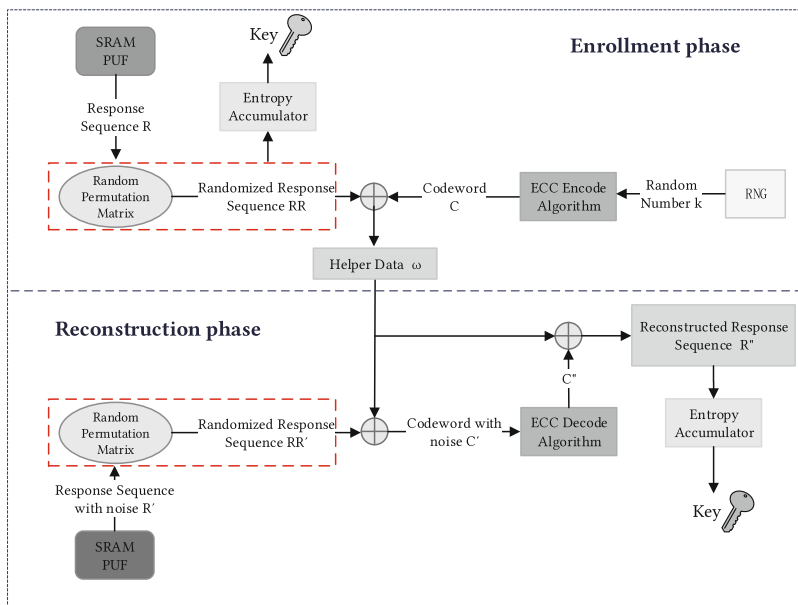 Enrollment phase
SRAM
PUF
Key
Response
Sequence R
Entropy
Accumulator
Random
Permutation
Matrix
Randomized Response
Sequence RR
Codeword
C
ECC Encode
Algorithm
Random
Number k
RNG
Helper Data ω
Reconstruction phase
Reconstructed Response
Sequence R"
C"
Random
Permutation
Matrix
Randomized Response
Sequence RR′
Codeword with
noise C′
ECC Decode
Algorithm
Entropy
Accumulator
Response Sequence
with noise R′
Key
SRAM
PUF